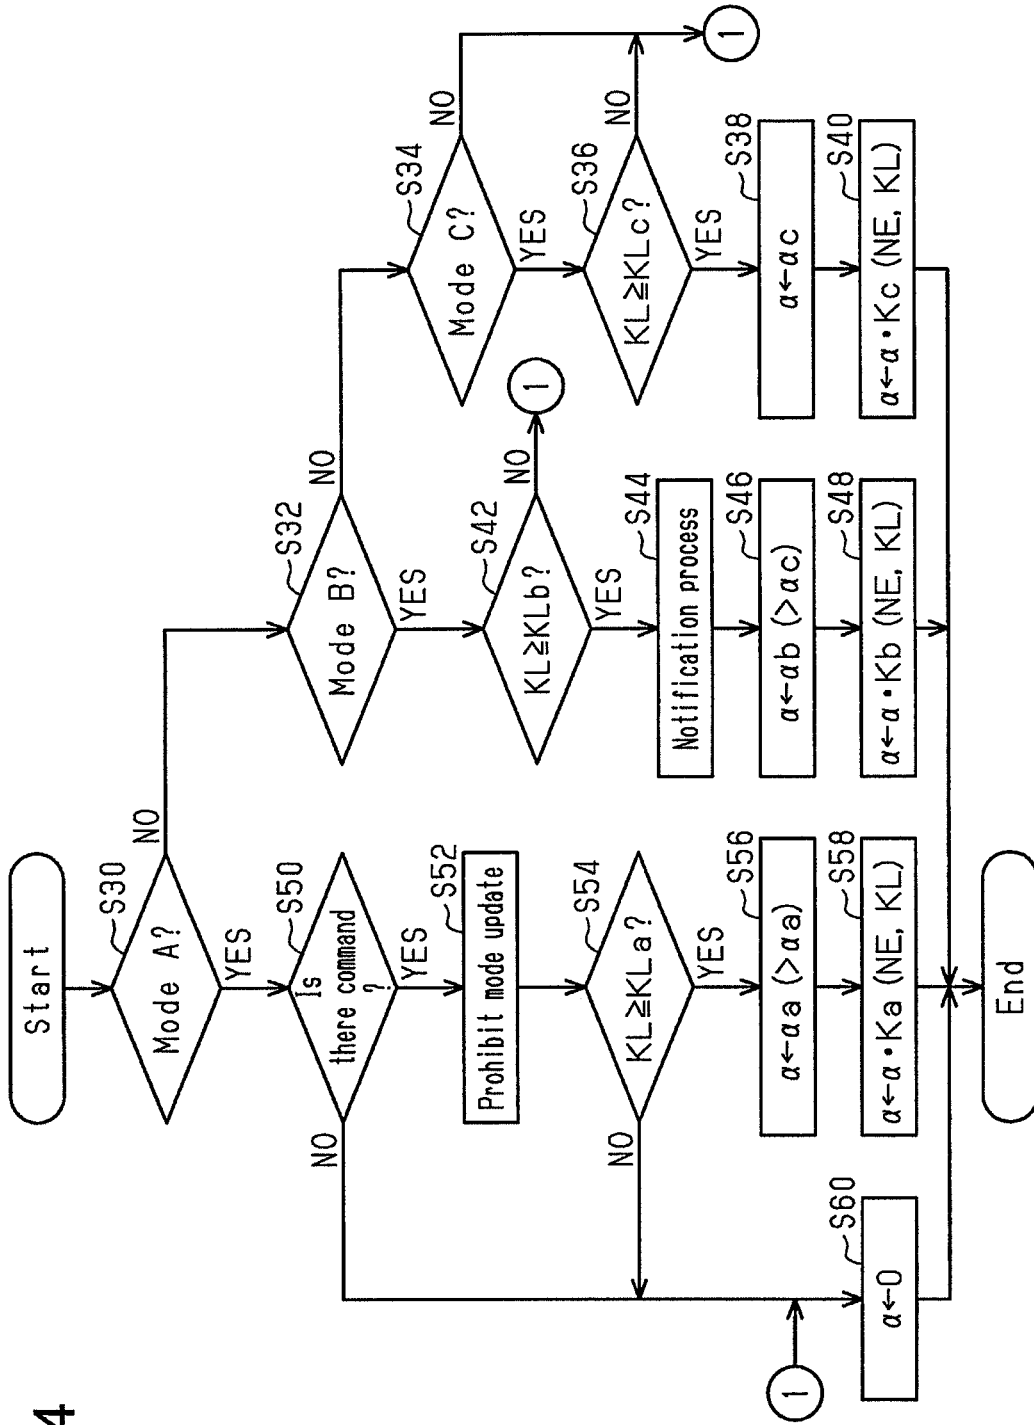 4
Start
S30
Mode A?
NO
YES
S32
Mode B?
NO
YES
S34
Mode C?
NO
YES
S50
Is
there command
?
NO
YES
S42
KL≧KLb?
NO
YES
1
S36
KL≧KLc?
NO
YES
1
S52
Prohibit mode update
S44
Notification process
S54
KL≧KLa?
NO
YES
1
S56
α←αa (>αa)
S46
α←αb (>αc)
S38
α←αc
S60
α←0
S58
α←α・Ka (NE, KL)
S48
α←α・Kb (NE, KL)
S40
α←α・Kc (NE, KL)
End